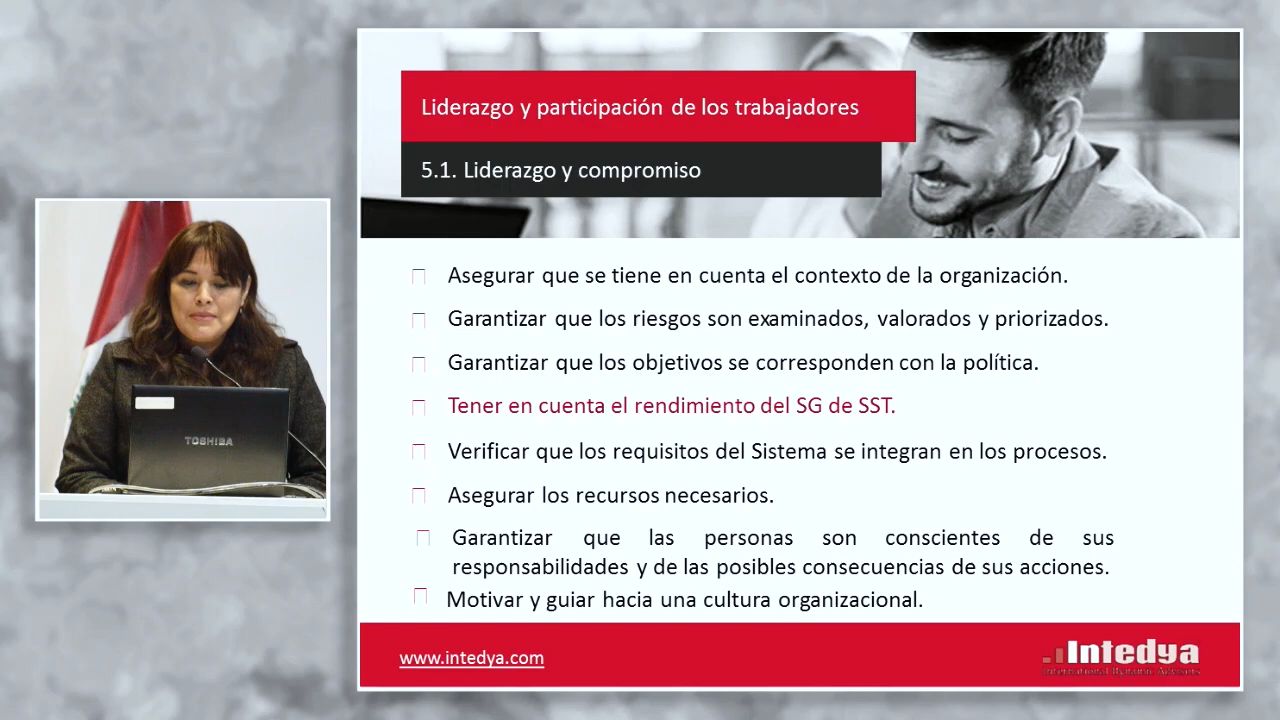 Liderazgo y participación de los trabajadores
5.1. Liderazgo y compromiso
Asegurar que se tiene en cuenta el contexto de la organización.
Garantizar que los riesgos son examinados, valorados y priorizados.
Garantizar que los objetivos se corresponden con la política.
Tener en cuenta el rendimiento del SG de SST.
Verificar que los requisitos del Sistema se integran en los procesos.
Asegurar los recursos necesarios.
Garantizar que las personas son conscientes de sus
responsabilidades y de las posibles consecuencias de sus acciones.
Motivar y guiar hacia una cultura organizacional.
www.intedya.com
Intedya
International Dynamic Advisors
TOSHIBA